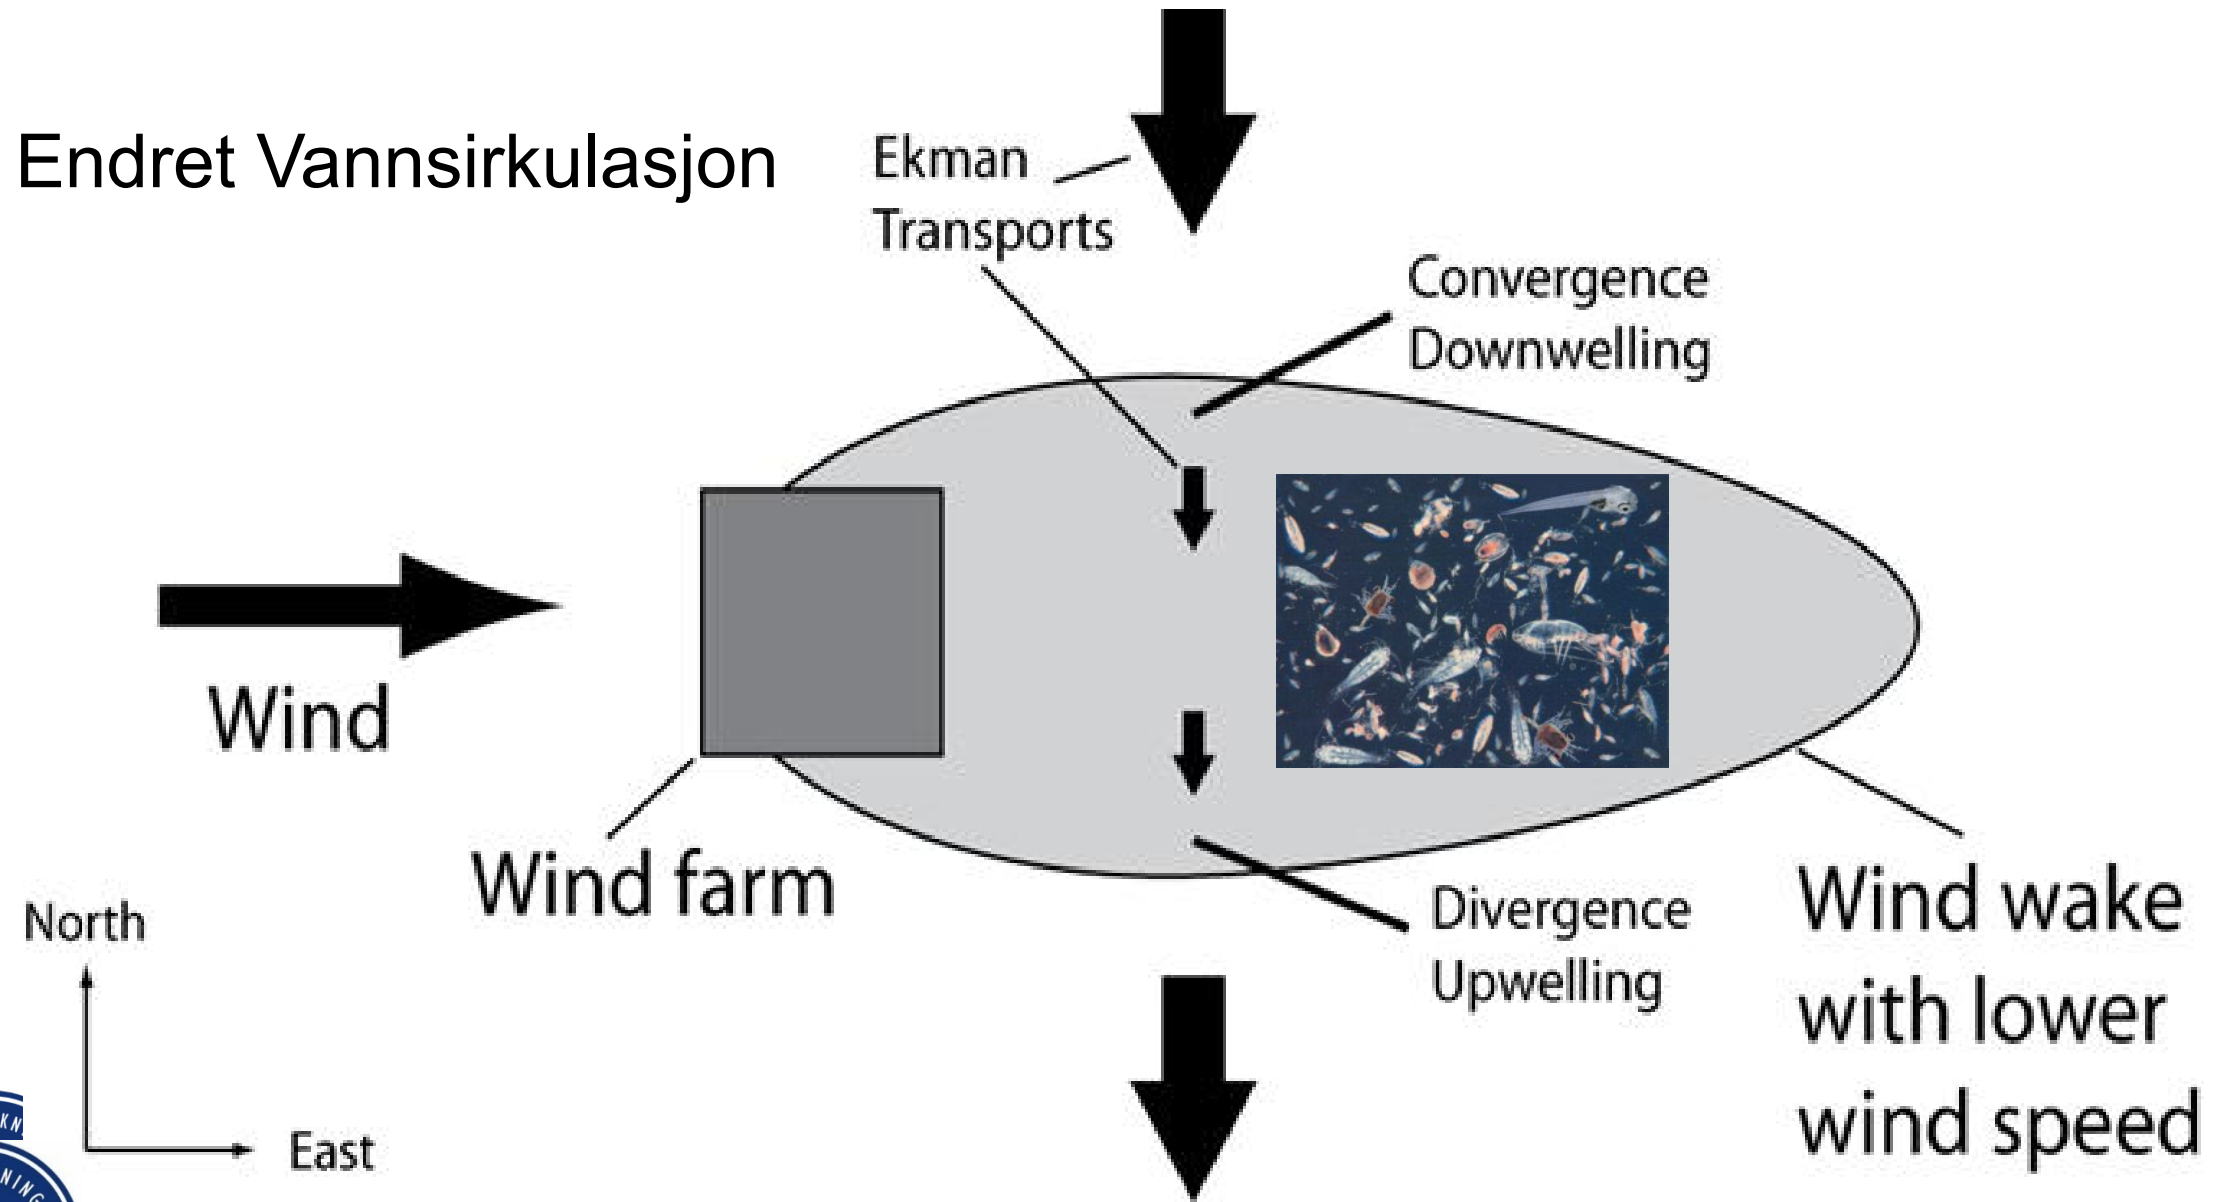 Endret Vannsirkulasjon
Ekman
Transports
Convergence
Downwelling
Wind
Wind farm
Divergence
Upwelling
Wind wake
with lower
wind speed
North
East